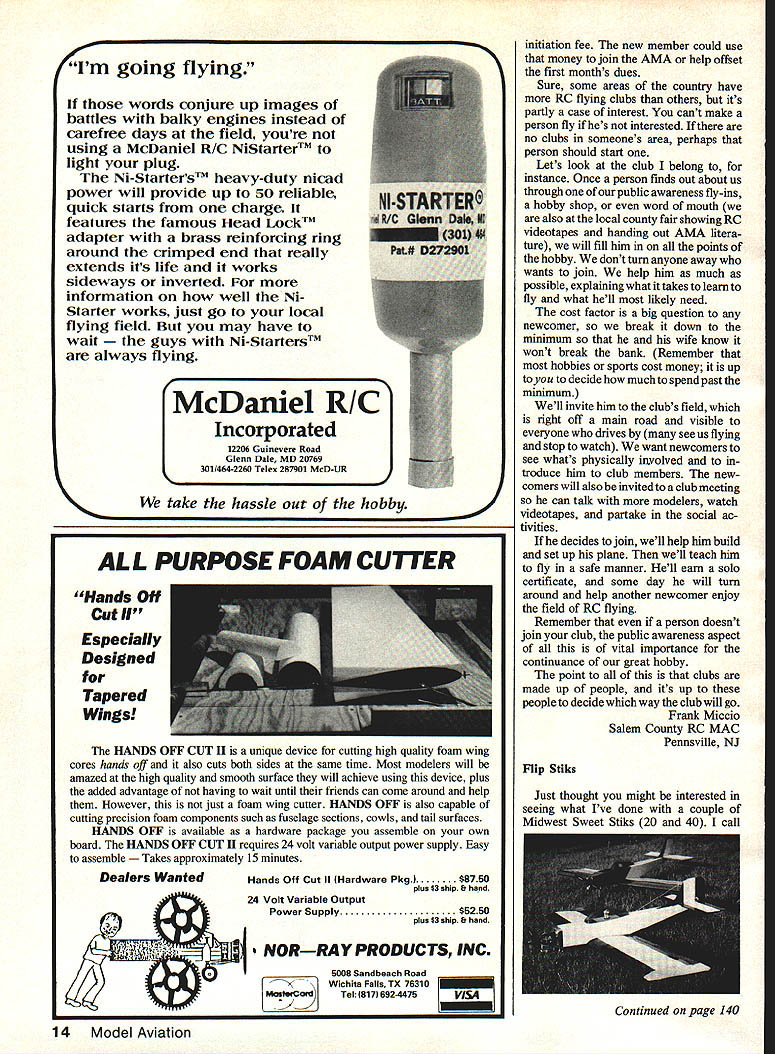 "I'm going flying."
If those words conjure up images of
battles with balky engines instead of
carefree days at the field, you're not
using a McDaniel R/C NiStarter™ to
light your plug.
The Ni-Starter's™ heavy-duty nicad
power will provide up to 50 reliable,
quick starts from one charge. It
features the famous Head Lock™
adapter with a brass reinforcing ring
around the crimped end that really
extends it's life and it works
sideways or inverted. For more
information on how well the Ni-
Starter works, just go to your local
flying field. But you may have to
wait — the guys with Ni-Starters™
are always flying.
BATT.
NI-STARTER®
R/C Glenn Dale, MD
(301) 464
Pat.# D272901
McDaniel R/C
Incorporated
12206 Guinevere Road
Glenn Dale, MD 20769
301/464-2260 Telex 287901 McD-UR
We take the hassle out of the hobby.
ALL PURPOSE FOAM CUTTER
"Hands Off
Cut II"
Especially
Designed
for
Tapered
Wings!
The HANDS OFF CUT II is a unique device for cutting high quality foam wing
cores hands off and it also cuts both sides at the same time. Most modelers will
be amazed at the high quality and smooth surface they will achieve using this device, plus
the added advantage of not having to wait until their friends can come around and help
them. However, this is not just a foam wing cutter. HANDS OFF is also capable of
cutting precision foam components such as fuselage sections, cowls, and tail surfaces.
HANDS OFF is available as a hardware package you assemble on your own
board. The HANDS OFF CUT II requires 24 volt variable output power supply. Easy
to assemble — Takes approximately 15 minutes.
Dealers Wanted
Hands Off Cut II (Hardware Pkg.)........ $87.50
plus $3 ship. & hand.
24 Volt Variable Output
Power Supply.................... $52.50
plus $3 ship. & hand.
NOR—RAY PRODUCTS, INC.
5008 Sandbeach Road
Wichita Falls, TX 76310
Tel: (817) 692-4475
MasterCard
VISA
14 Model Aviation
initiation fee. The new member could use
that money to join the AMA or help offset
the first month's dues.
Sure, some areas of the country have
more RC flying clubs than others, but it's
partly a case of interest. You can't make a
person fly if he's not interested. If there are
no clubs in someone's area, perhaps that
person should start one.
Let's look at the club I belong to, for
instance. Once a person finds out about us
through one of our public awareness fly-ins,
a hobby shop, or even word of mouth (we
are also at the local county fair showing RC
videotapes and handing out AMA litera-
ture), we will fill him in on all the points of
the hobby. We don't turn anyone away who
wants to join. We help him as much as
possible, explaining what it takes to learn to
fly and what he'll most likely need.
The cost factor is a big question to any
newcomer, so we break it down to the
minimum so that he and his wife know it
won't break the bank. (Remember that
most hobbies or sports cost money; it is up
to you to decide how much to spend past the
minimum.)
We'll invite him to the club's field, which
is right off a main road and visible to
everyone who drives by (many see us flying
and stop to watch). We want newcomers to
see what's physically involved and to in-
troduce him to club members. The new-
comers will also be invited to a club meeting
so he can talk with more modelers, watch
videotapes, and partake in the social ac-
tivities.
If he decides to join, we'll help him build
and set up his plane. Then we'll teach him
to fly in a safe manner. He'll earn a solo
certificate, and some day he will turn
around and help another newcomer enjoy
the field of RC flying.
Remember that even if a person doesn't
join your club, the public awareness aspect
of all this is of vital importance for the
continuance of our great hobby.
The point to all of this is that clubs are
made up of people, and it's up to these
people to decide which way the club will go.
Frank Miccio
Salem County RC MAC
Pennsville, NJ
Flip Stiks
Just thought you might be interested in
seeing what I've done with a couple of
Midwest Sweet Stiks (20 and 40). I call
Continued on page 140